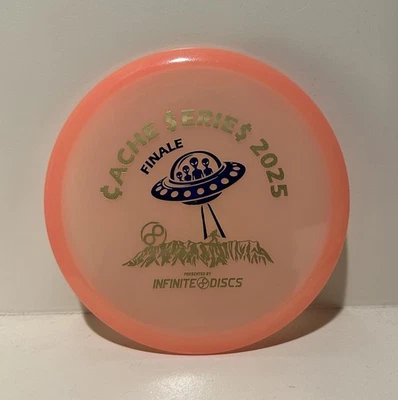 ¢ACHE $ERIE$ 2025
FINALE
PRESENTED BY
INFINITE DISCS